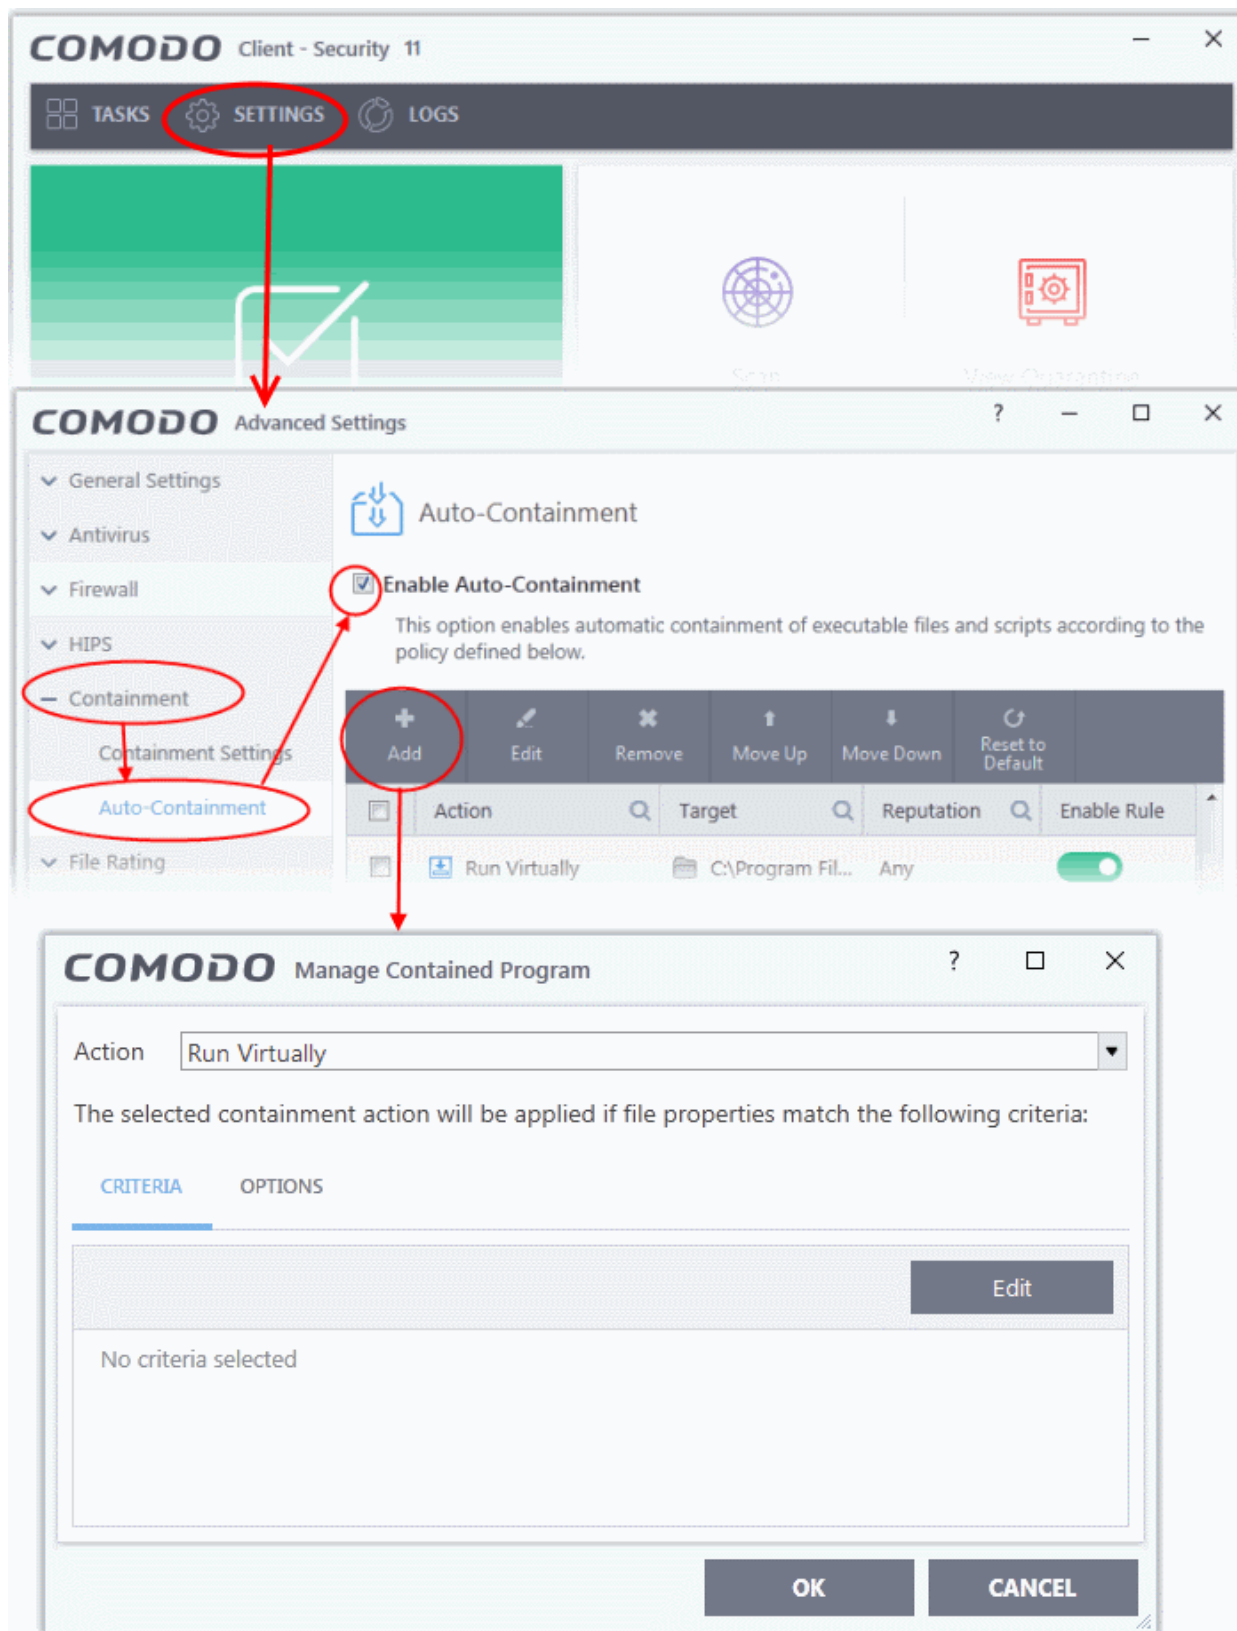 COMODO Client - Security 11
TASKS SETTINGS LOGS
Scan View Quarantine
COMODO Advanced Settings ?
General Settings
Antivirus
Firewall
HIPS
Containment
Containment Settings
Auto-Containment
File Rating
Auto-Containment
Enable Auto-Containment
This option enables automatic containment of executable files and scripts according to the
policy defined below.
Add Edit Remove Move Up Move Down Reset to
Default
Action Target Reputation Enable Rule
Run Virtually C:\Program Fil... Any
COMODO Manage Contained Program ?
Action Run Virtually
The selected containment action will be applied if file properties match the following criteria:
CRITERIA OPTIONS
Edit
No criteria selected
OK CANCEL